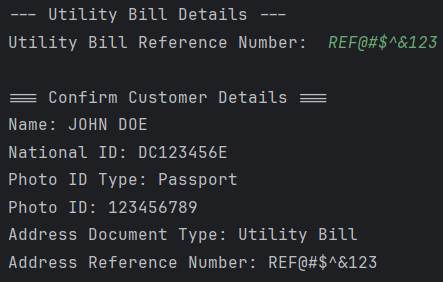 --- Utility Bill Details ---
Utility Bill Reference Number: REF@#$^&123
=== Confirm Customer Details ===
Name: JOHN DOE
National ID: DC123456E
Photo ID Type: Passport
Photo ID: 123456789
Address Document Type: Utility Bill
Address Reference Number: REF@#$^&123